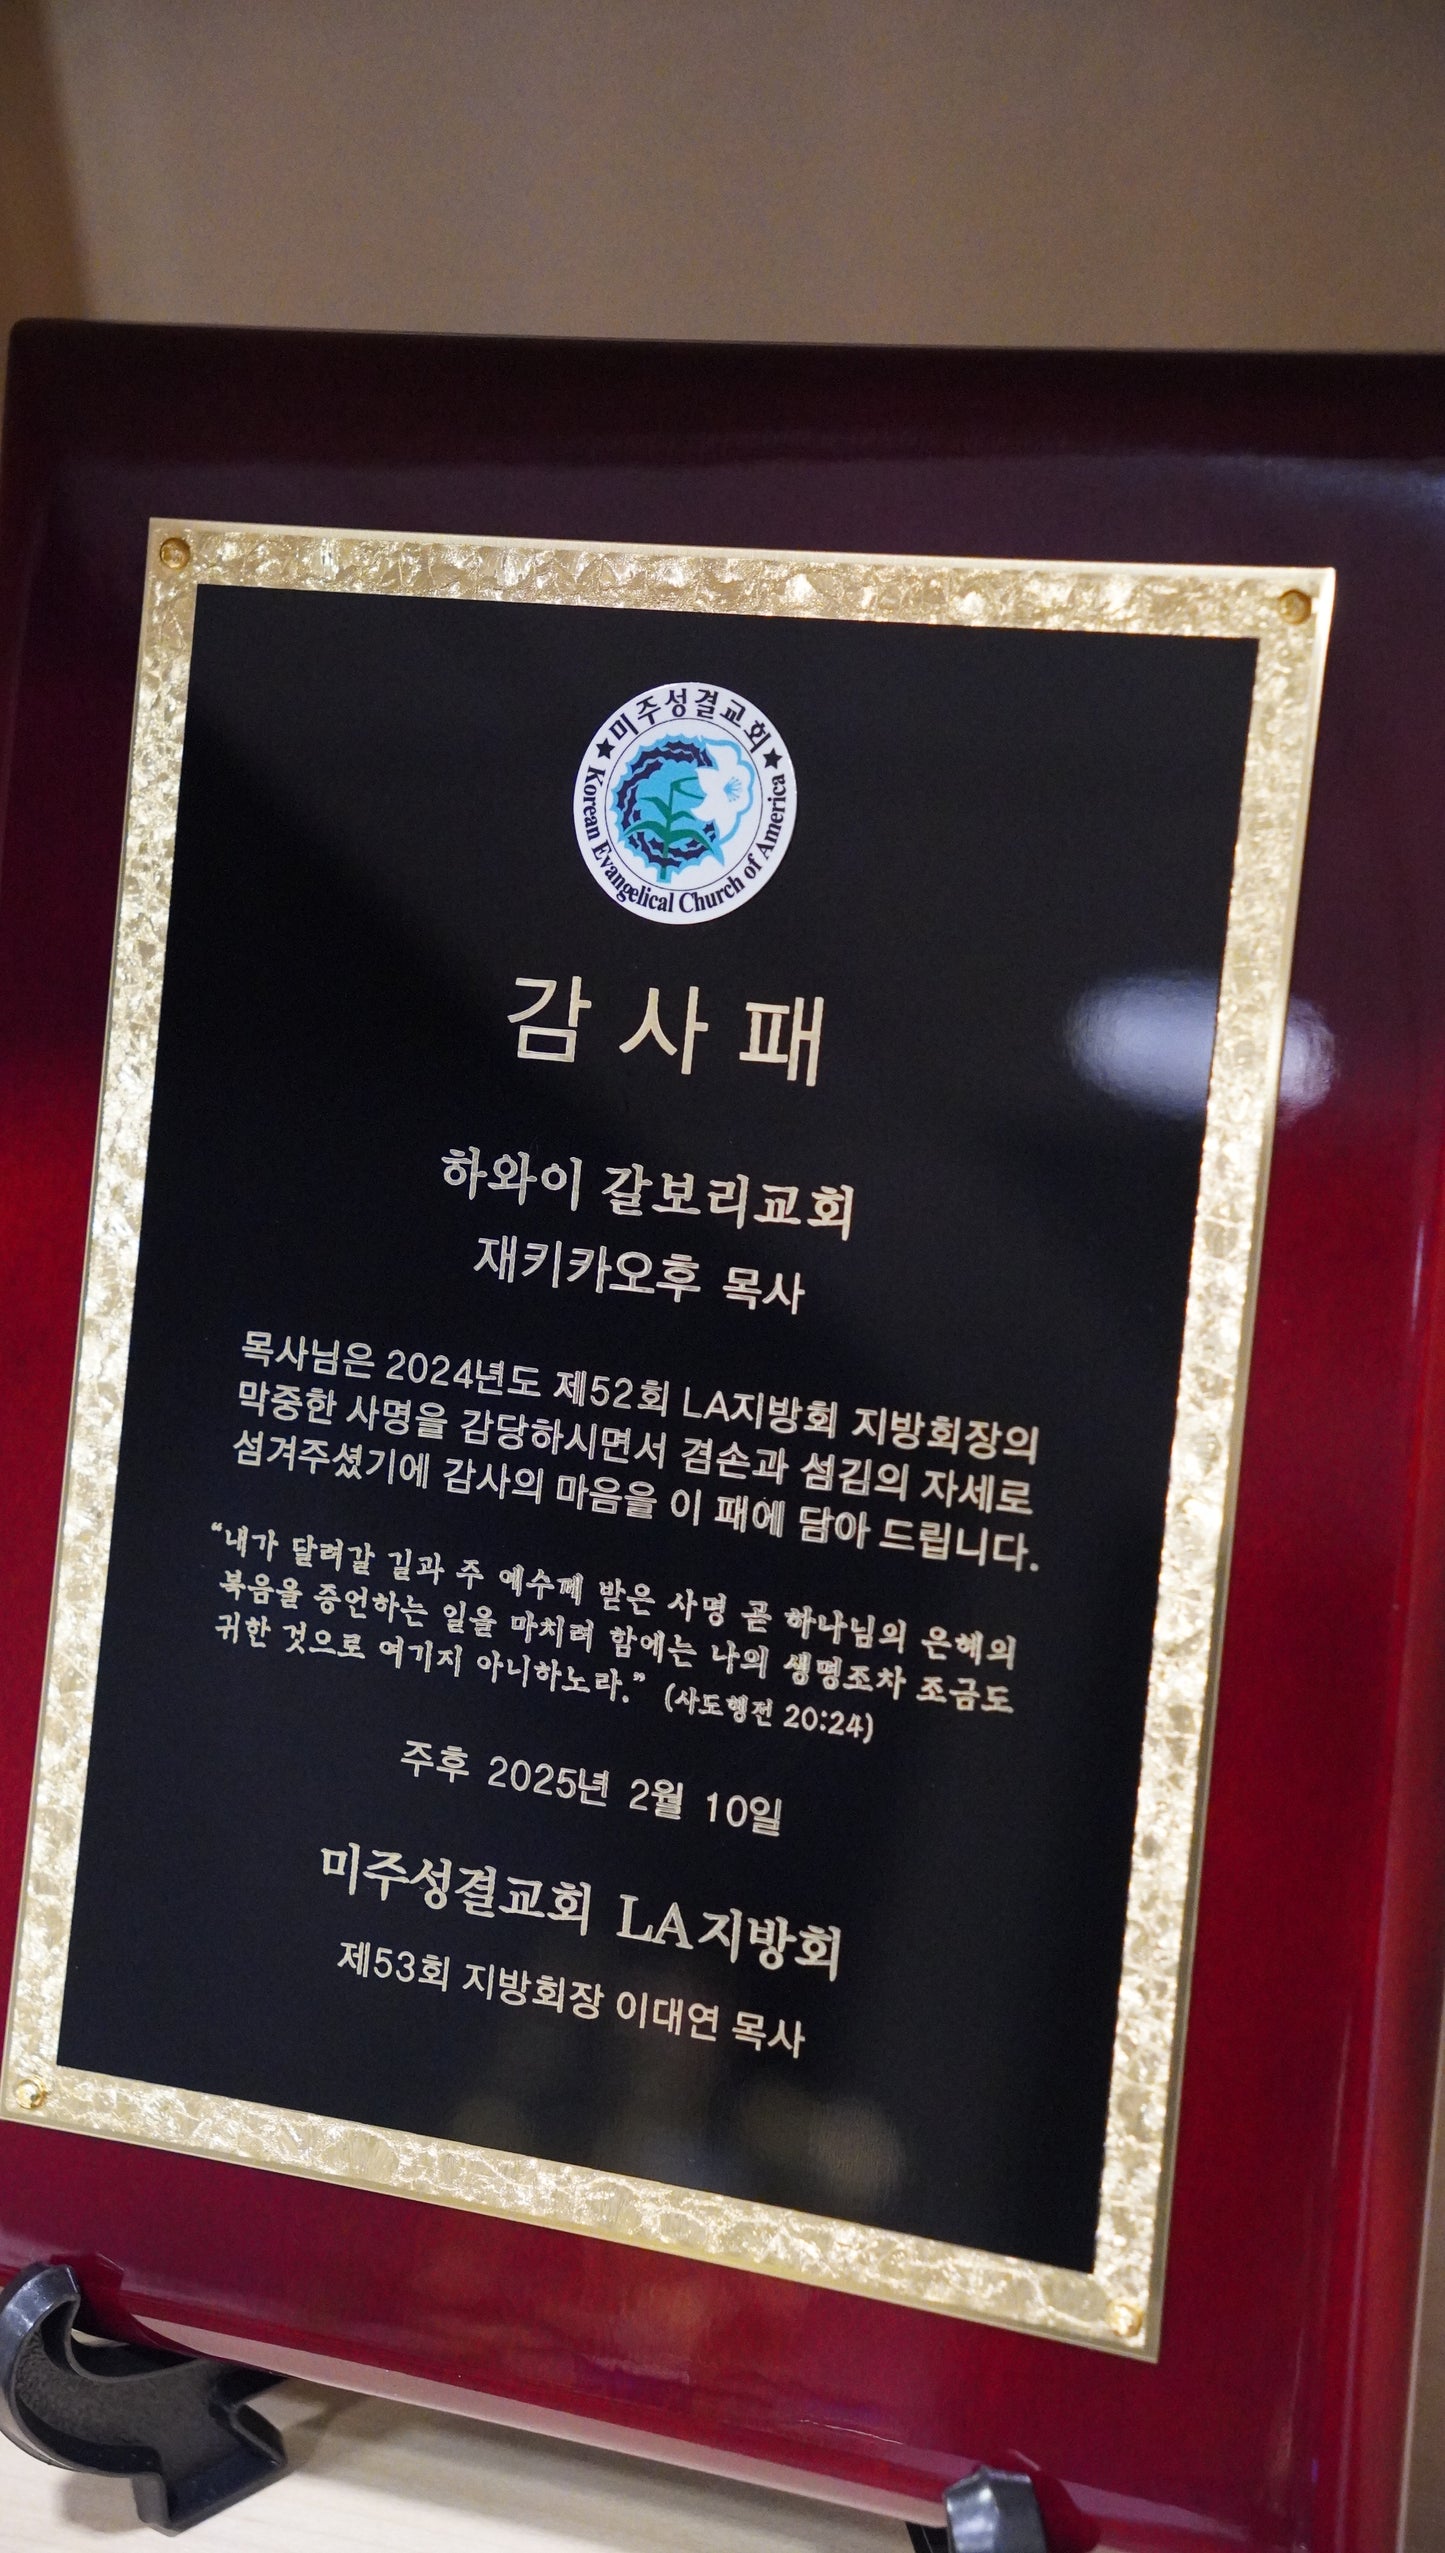 ★미주성결교회★
Korean Evangelical Church of America
감사패
하와이 갈보리교회
재키카오후 목사
목사님은 2024년도 제52회 LA지방회 지방회장의
막중한 사명을 감당하시면서 겸손과 섬김의 자세로
섬겨주셨기에 감사의 마음을 이 패에 담아 드립니다.
“내가 달려갈 길과 주 예수께 받은 사명 곧 하나님의 은혜의
복음을 증언하는 일을 마치려 함에는 나의 생명조차 조금도
귀한 것으로 여기지 아니하노라.” (사도행전 20:24)
주후 2025년 2월 10일
미주성결교회 LA지방회
제53회 지방회장 이대연 목사